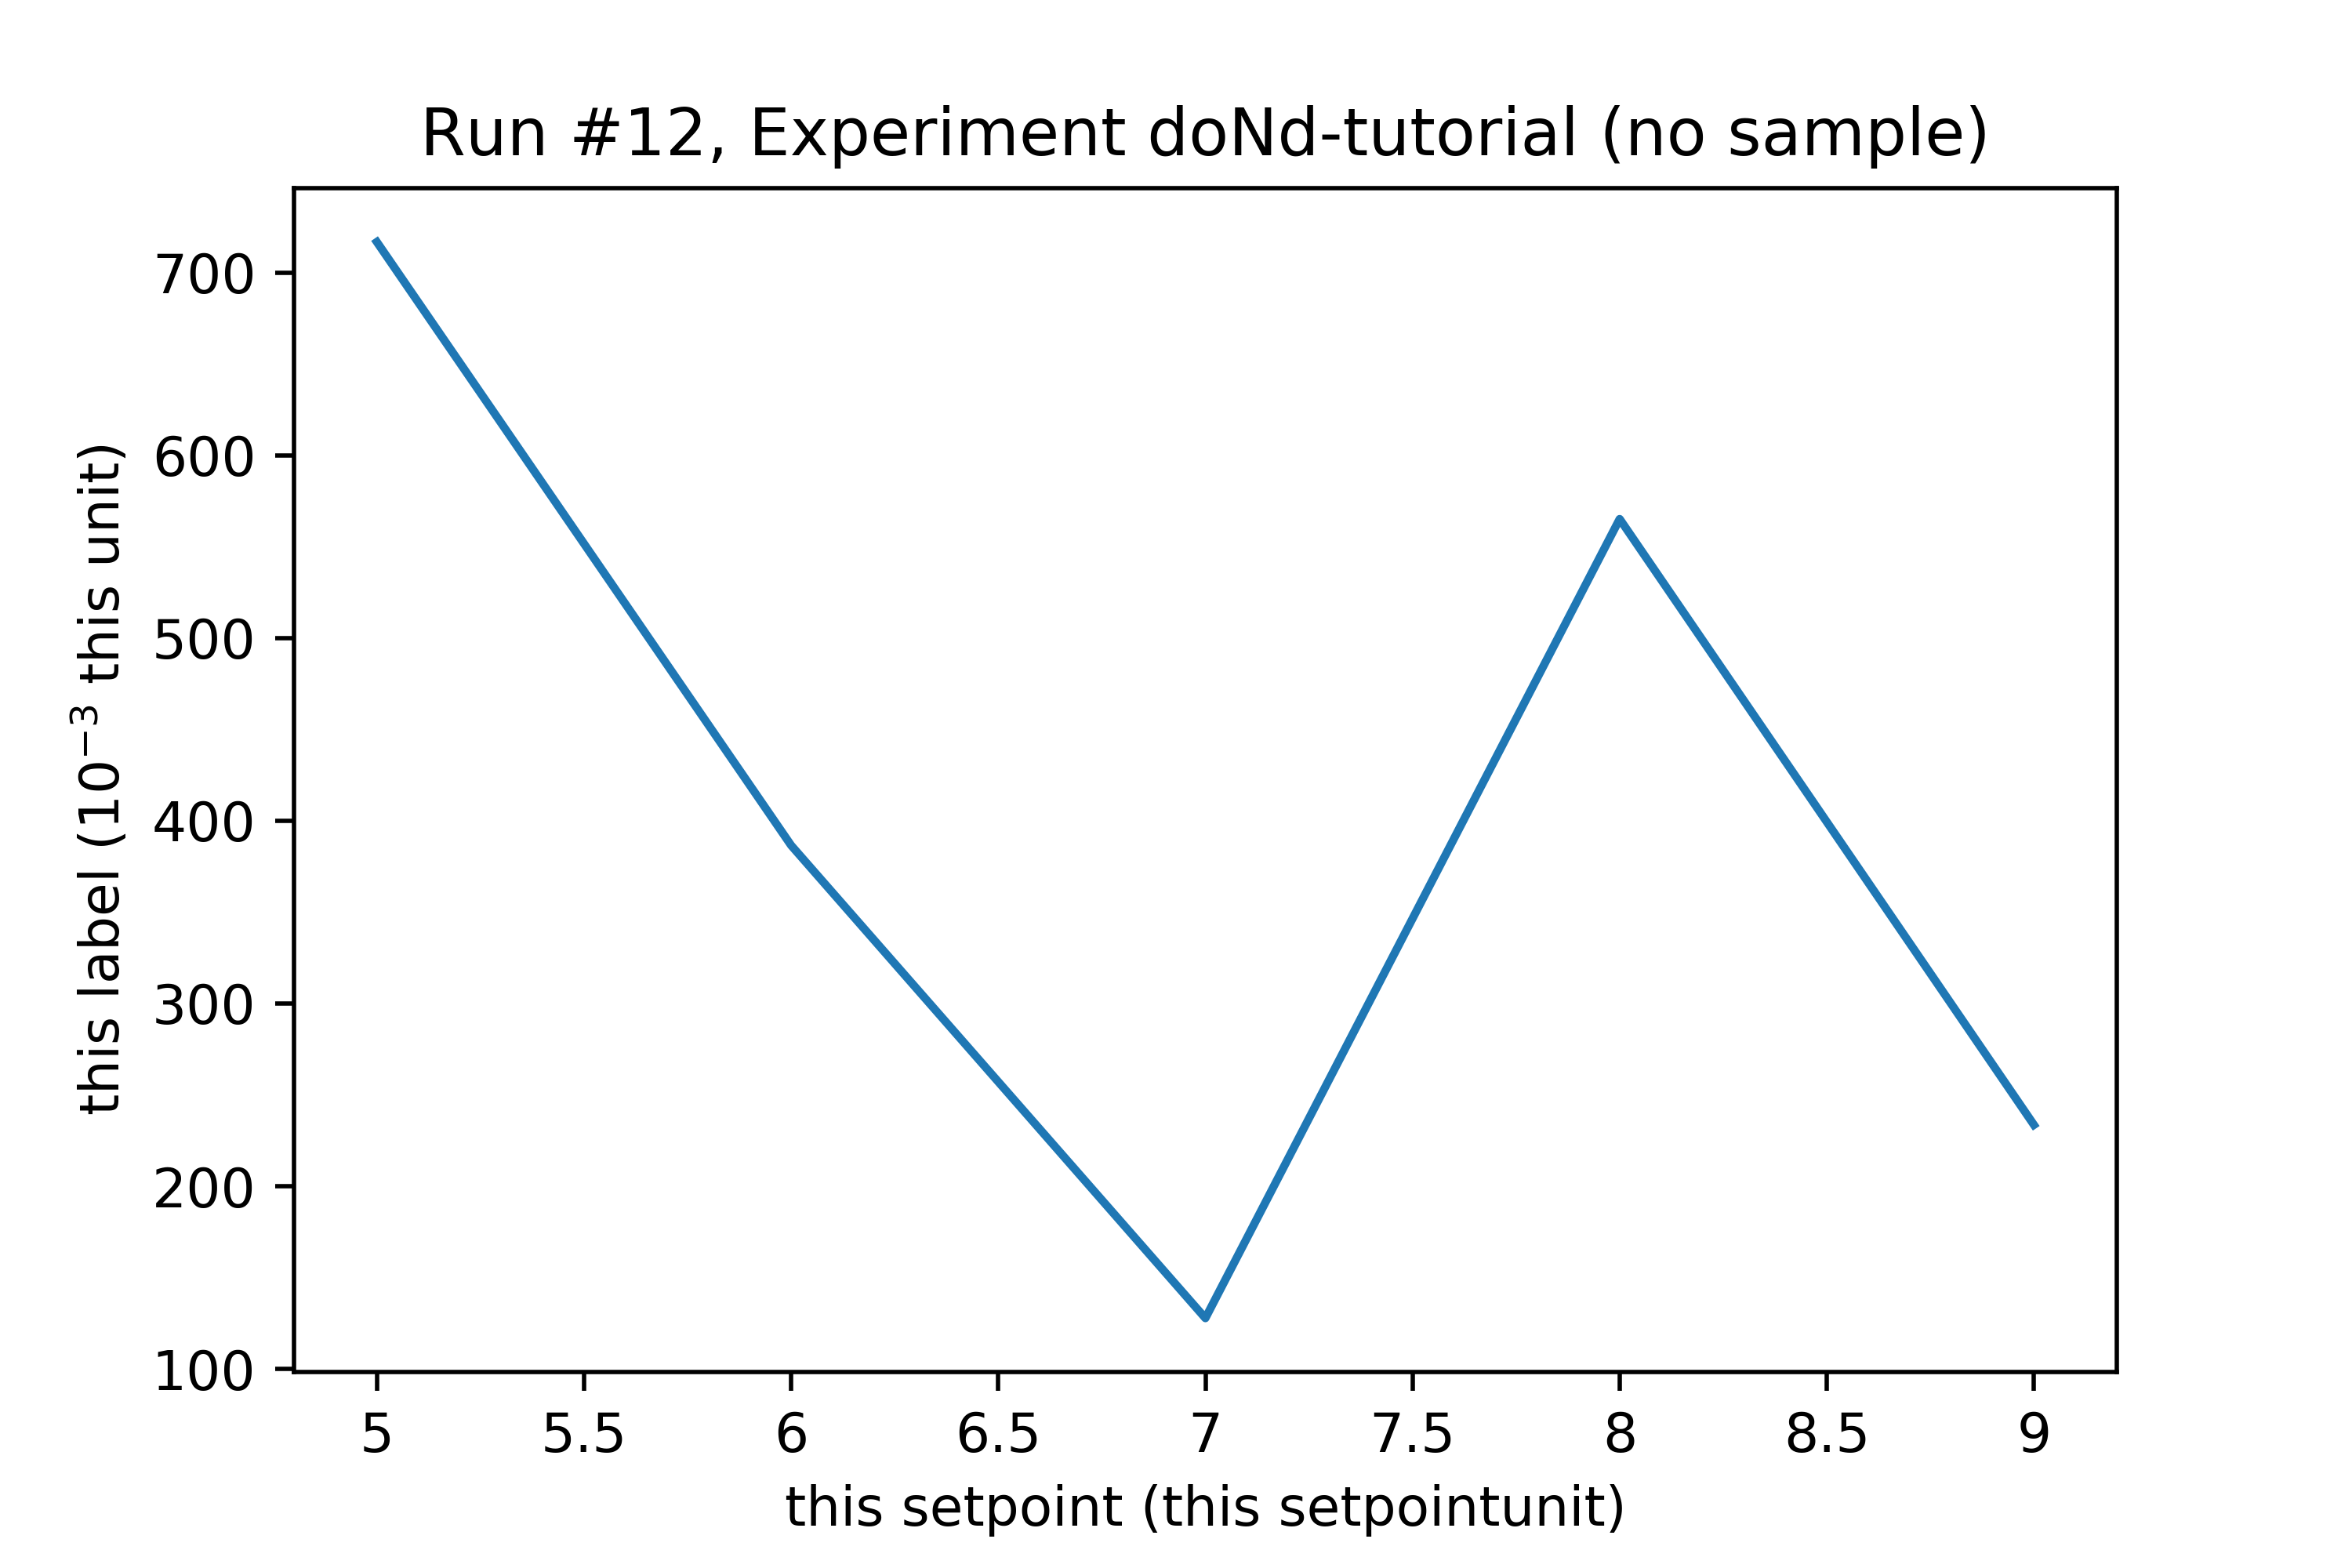 Run #12, Experiment doNd-tutorial (no sample)
this label (10⁻³ this unit)
700
600
500
400
300
200
100
5 5.5 6 6.5 7 7.5 8 8.5 9
this setpoint (this setpointunit)